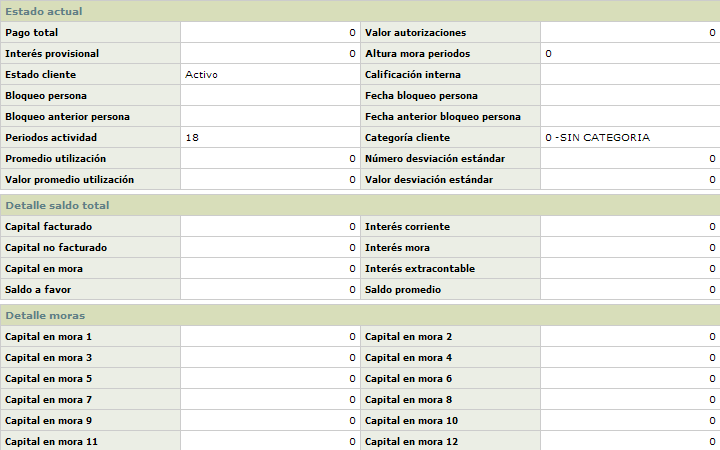 Estado actual
Pago total 0 Valor autorizaciones 0
Interés provisional 0 Altura mora periodos 0
Estado cliente Activo Calificación interna
Bloqueo persona Fecha bloqueo persona
Bloqueo anterior persona Fecha anterior bloqueo persona
Periodos actividad 18 Categoría cliente 0 -SIN CATEGORIA
Promedio utilización 0 Número desviación estándar 0
Valor promedio utilización 0 Valor desviación estándar 0
Detalle saldo total
Capital facturado 0 Interés corriente 0
Capital no facturado 0 Interés mora 0
Capital en mora 0 Interés extracontable 0
Saldo a favor 0 Saldo promedio 0
Detalle moras
Capital en mora 1 0 Capital en mora 2 0
Capital en mora 3 0 Capital en mora 4 0
Capital en mora 5 0 Capital en mora 6 0
Capital en mora 7 0 Capital en mora 8 0
Capital en mora 9 0 Capital en mora 10 0
Capital en mora 11 0 Capital en mora 12 0